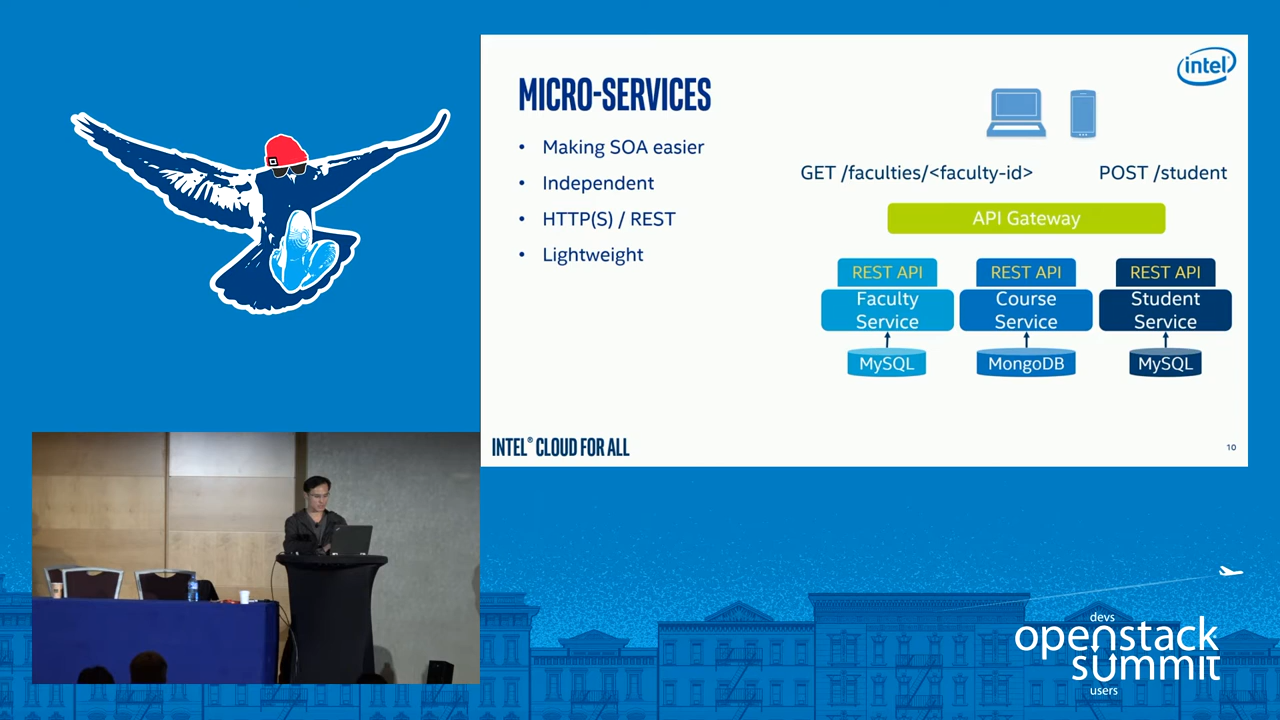 MICRO-SERVICES
• Making SOA easier
• Independent
• HTTP(S) / REST
• Lightweight
intel
GET /faculties/<faculty-id>
POST /student
API Gateway
REST API
REST API
REST API
Faculty
Service
Course
Service
Student
Service
MySQL
MongoDB
MySQL
INTEL® CLOUD FOR ALL
10
devs
openstack
summit
users